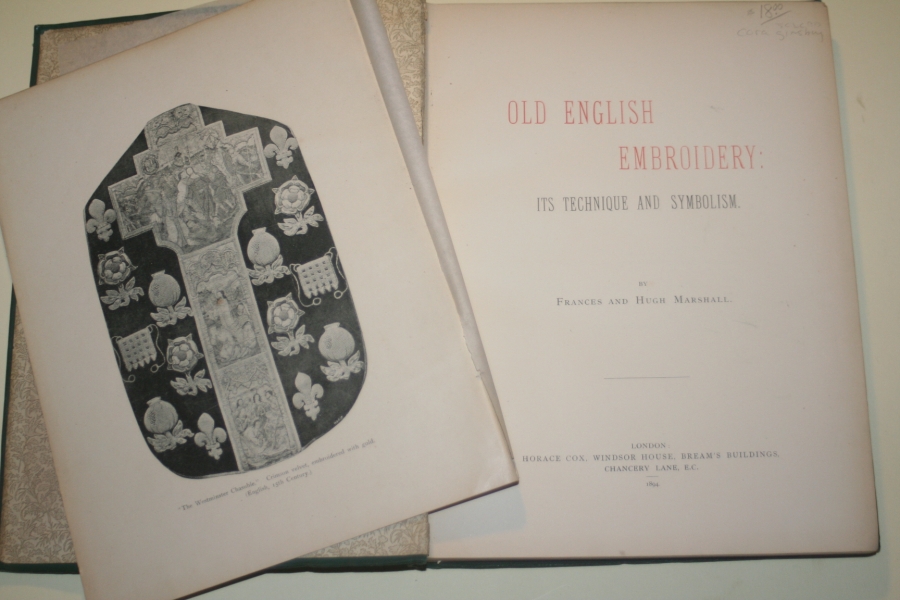 "The Westminster Chasuble." Crimson velvet, embroidered with gold.
(English, 15th Century.)
OLD ENGLISH
EMBROIDERY:
ITS TECHNIQUE AND SYMBOLISM.
BY
FRANCES AND HUGH MARSHALL.
LONDON:
HORACE COX, WINDSOR HOUSE, BREAM'S BUILDINGS,
CHANCERY LANE, E.C.
1894.